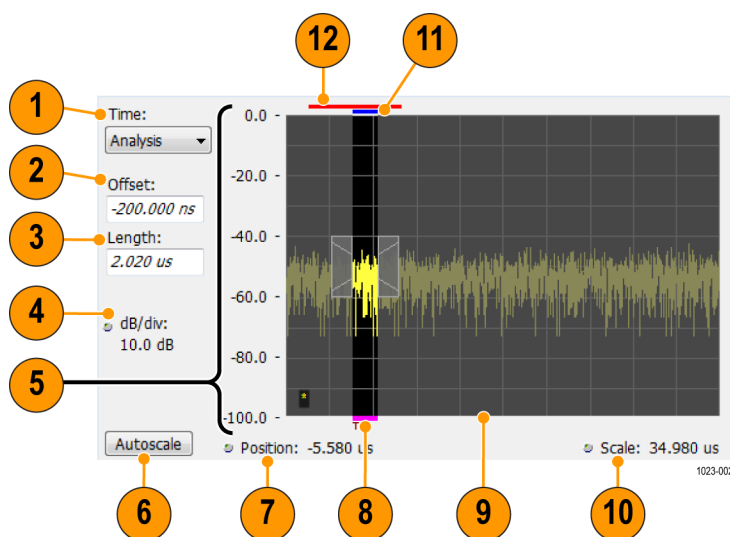 12
11
1
Time:
Analysis
2
Offset:
-200.000 ns
3
Length:
2.020 us
4
dB/div:
10.0 dB
5
0.0 -
-20.0 -
-40.0 -
-60.0 -
-80.0 -
-100.0 -
*
T
Autoscale
Position: -5.580 us
Scale: 34.980 us
1023-002
6
7
8
9
10